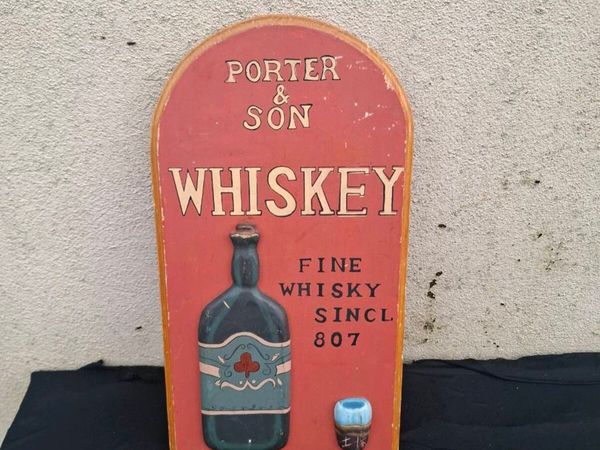 PORTER
&
SON
WHISKEY
FINE
WHISKY
SINCL
807